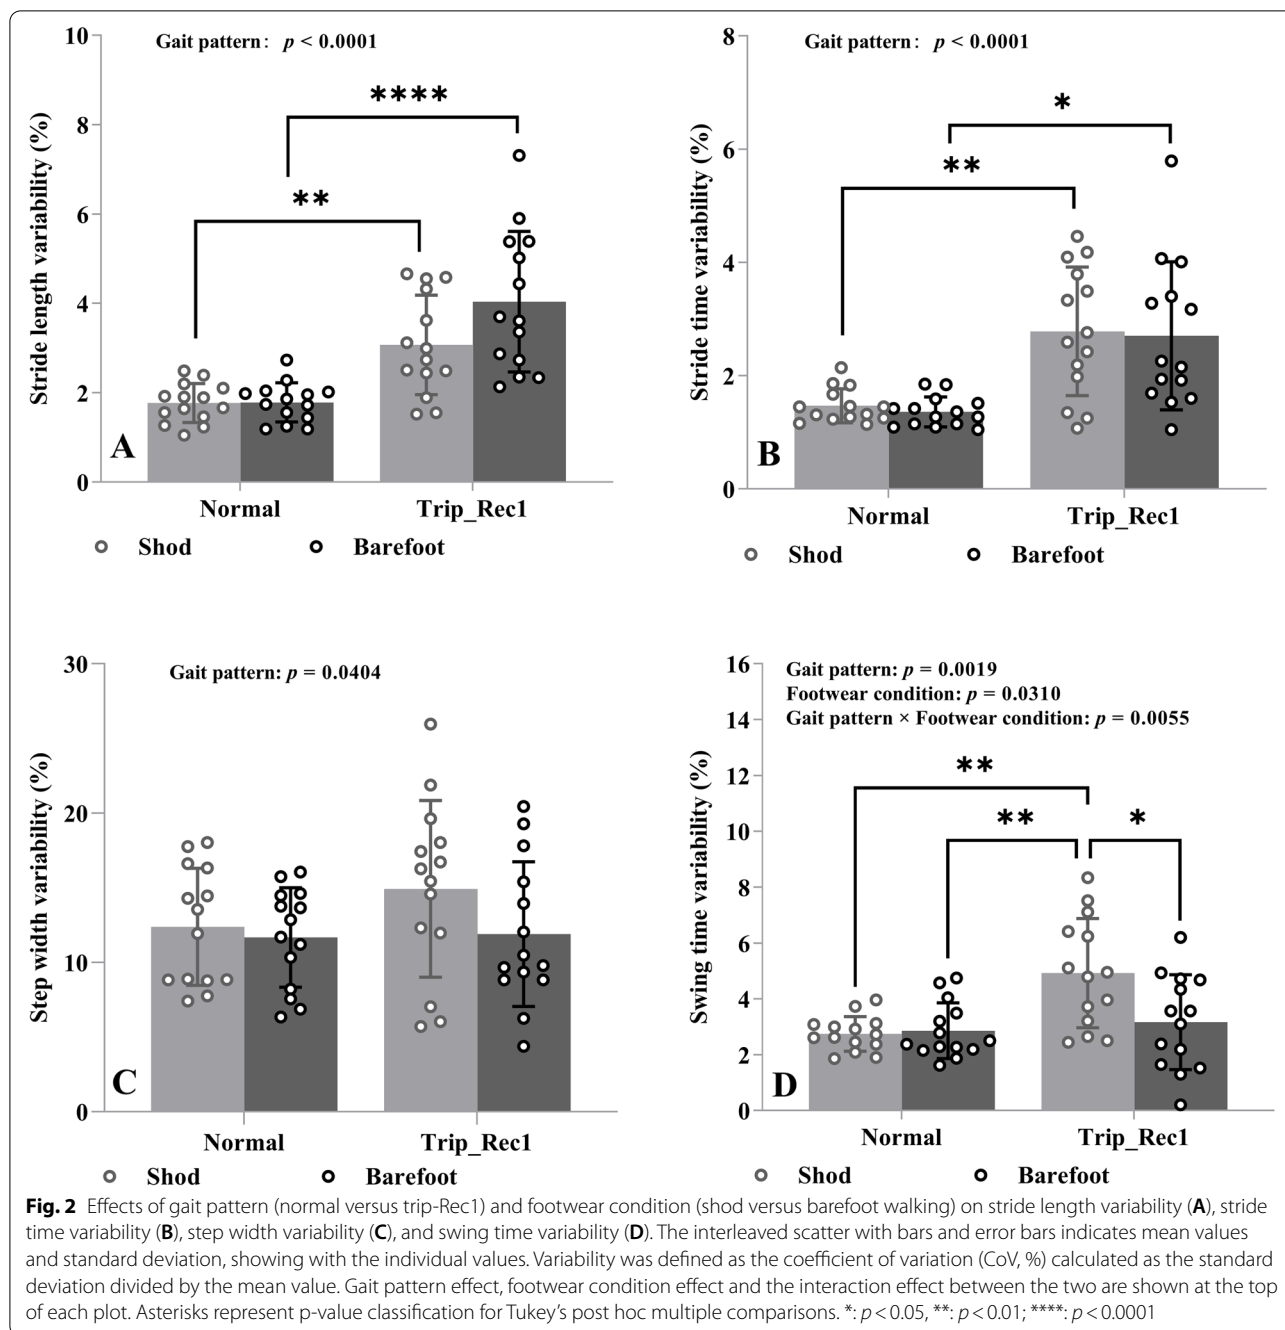 10
8
6
4
2
0
Stride length variability (%)
Gait pattern: p < 0.0001
****
**
A
Normal
Trip_Rec1
Shod
Barefoot
8
6
4
2
0
Stride time variability (%)
Gait pattern: p < 0.0001
*
**
B
Normal
Trip_Rec1
Shod
Barefoot
30
20
10
0
Step width variability (%)
Gait pattern: p = 0.0404
C
Normal
Trip_Rec1
Shod
Barefoot
16
14
12
10
8
6
4
2
0
Swing time variability (%)
Gait pattern: p = 0.0019
Footwear condition: p = 0.0310
Gait pattern × Footwear condition: p = 0.0055
**
**
*
D
Normal
Trip_Rec1
Shod
Barefoot
Fig. 2 Effects of gait pattern (normal versus trip-Rec1) and footwear condition (shod versus barefoot walking) on stride length variability (A), stride
time variability (B), step width variability (C), and swing time variability (D). The interleaved scatter with bars and error bars indicates mean values
and standard deviation, showing with the individual values. Variability was defined as the coefficient of variation (CoV, %) calculated as the standard
deviation divided by the mean value. Gait pattern effect, footwear condition effect and the interaction effect between the two are shown at the top
of each plot. Asterisks represent p-value classification for Tukey's post hoc multiple comparisons. *: p < 0.05, **: p < 0.01; ****: p < 0.0001